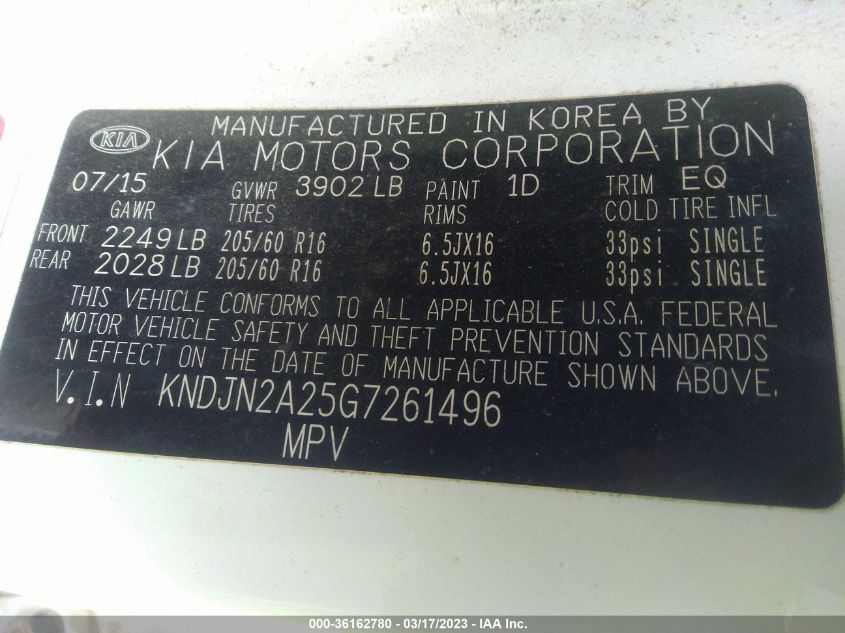 MANUFACTURED IN KOREA BY
KIA KIA MOTORS CORPORATION
07/15 GVWR 3902 LB PAINT 1D TRIM EQ
GAWR TIRES RIMS COLD TIRE INFL
FRONT 2249 LB 205/60 R16 6.5JX16 33psi SINGLE
REAR 2028 LB 205/60 R16 6.5JX16 33psi SINGLE
THIS VEHICLE CONFORMS TO ALL APPLICABLE U.S.A. FEDERAL
MOTOR VEHICLE SAFETY AND THEFT PREVENTION STANDARDS
IN EFFECT ON THE DATE OF MANUFACTURE SHOWN ABOVE.
V.I.N KNDJN2A25G7261496
MPV
000-36162780 - 03/17/2023 - IAA Inc.